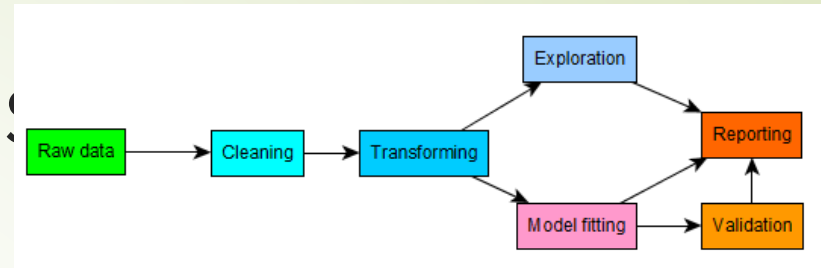 Exploration
Raw data
Cleaning
Transforming
Reporting
Model fitting
Validation